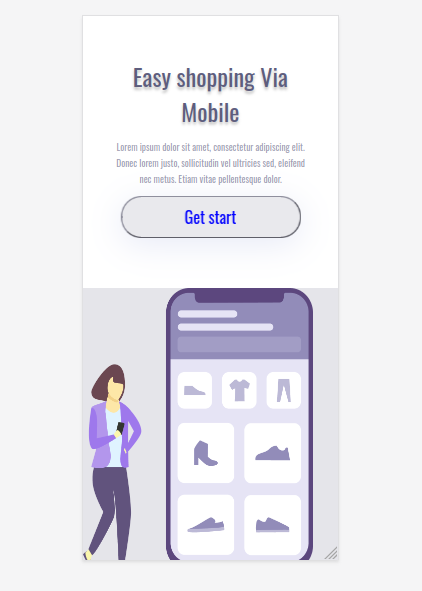 Easy shopping Via
Mobile
Lorem ipsum dolor sit amet, consectetur adipiscing elit.
Donec lorem justo, sollicitudin vel ultricies sed, eleifend
nec metus. Etiam vitae pellentesque dolor.
Get start